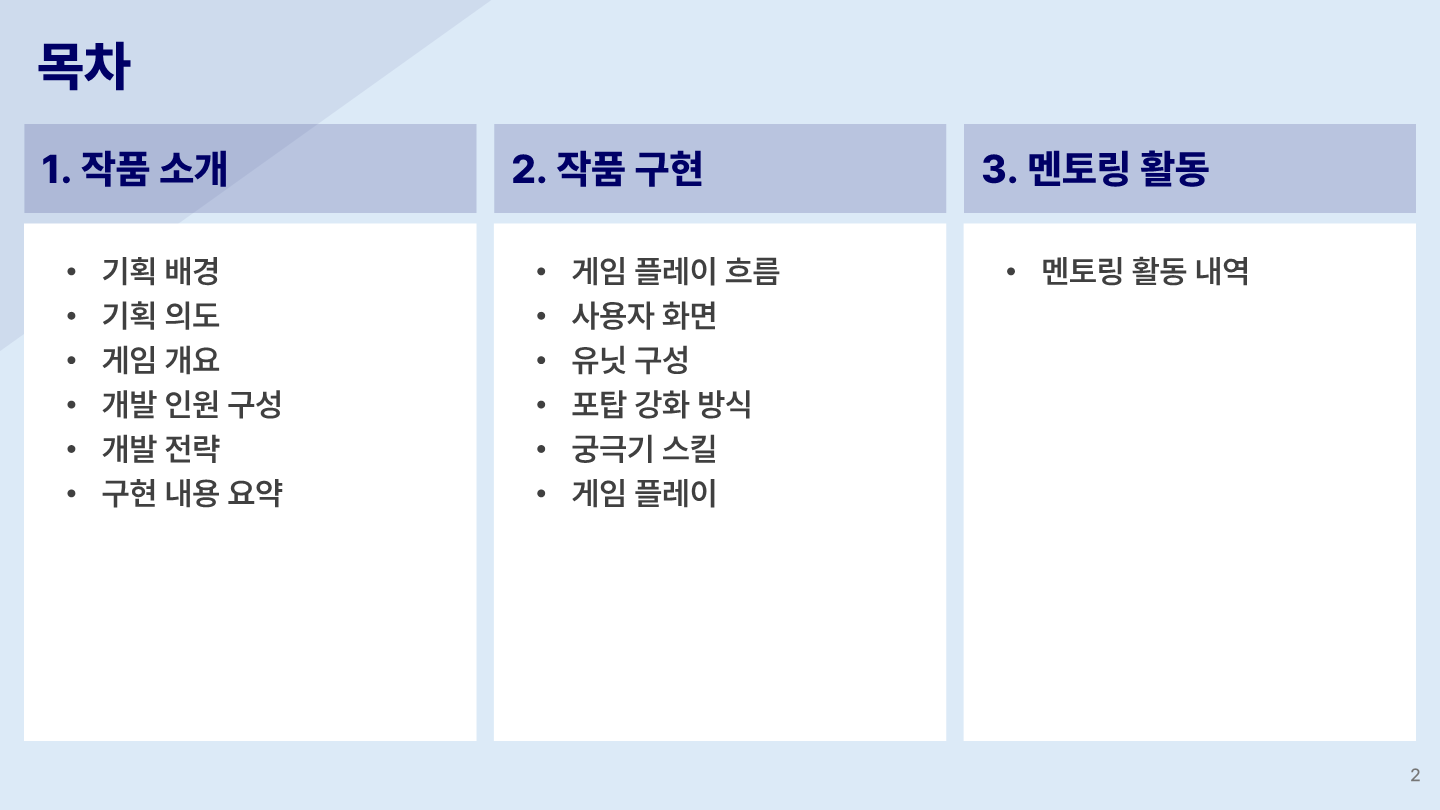 목차
1. 작품 소개
• 기획 배경
• 기획 의도
• 게임 개요
• 개발 인원 구성
• 개발 전략
• 구현 내용 요약
2. 작품 구현
• 게임 플레이 흐름
• 사용자 화면
• 유닛 구성
• 포탑 강화 방식
• 궁극기 스킬
• 게임 플레이
3. 멘토링 활동
• 멘토링 활동 내역
2